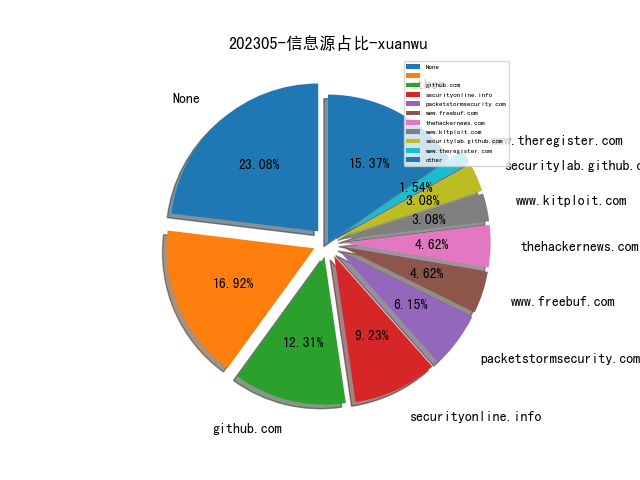 202305-信息源占比-xuanwu
None
github.com
securityonline.info
packetstormsecurity.com
www.freebuf.com
thehackernews.com
www.kitploit.com
securitylab.github.com
www.theregister.com
other
None
23.08%
15.37%
www.theregister.com
securitylab.github.c
1.54%
3.08%
www.kitploit.com
3.08%
thehackernews.com
4.62%
4.62%
www.freebuf.com
16.92%
6.15%
9.23%
12.31%
packetstormsecurity.com
securityonline.info
github.com